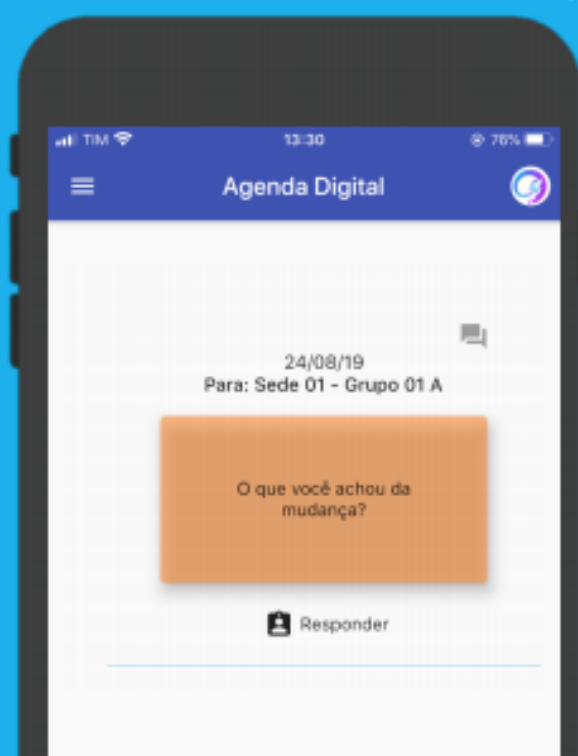 TIM
13:30
76%
Agenda Digital
24/08/19
Para: Sede 01 - Grupo 01 A
O que você achou da
mudança?
Responder